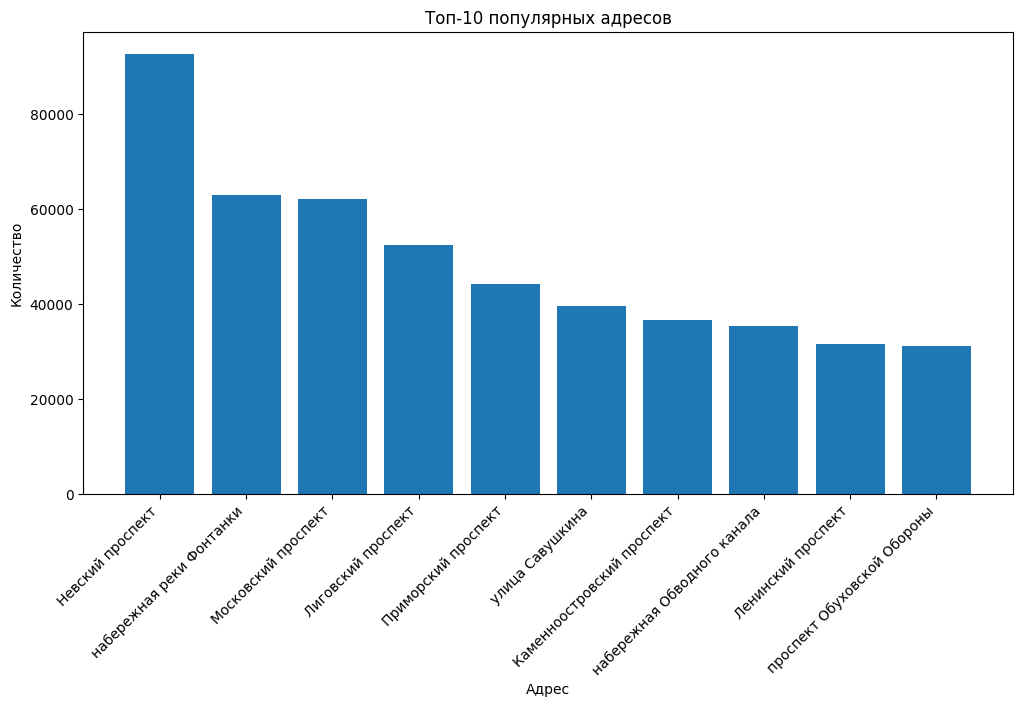 Топ-10 популярных адресов
Количество
80000
60000
40000
20000
0
Невский проспект
набережная реки Фонтанки
Московский проспект
Лиговский проспект
Приморский проспект
улица Савушкина
Каменноостровский проспект
набережная Обводного канала
Ленинский проспект
проспект Обуховской Обороны
Адрес